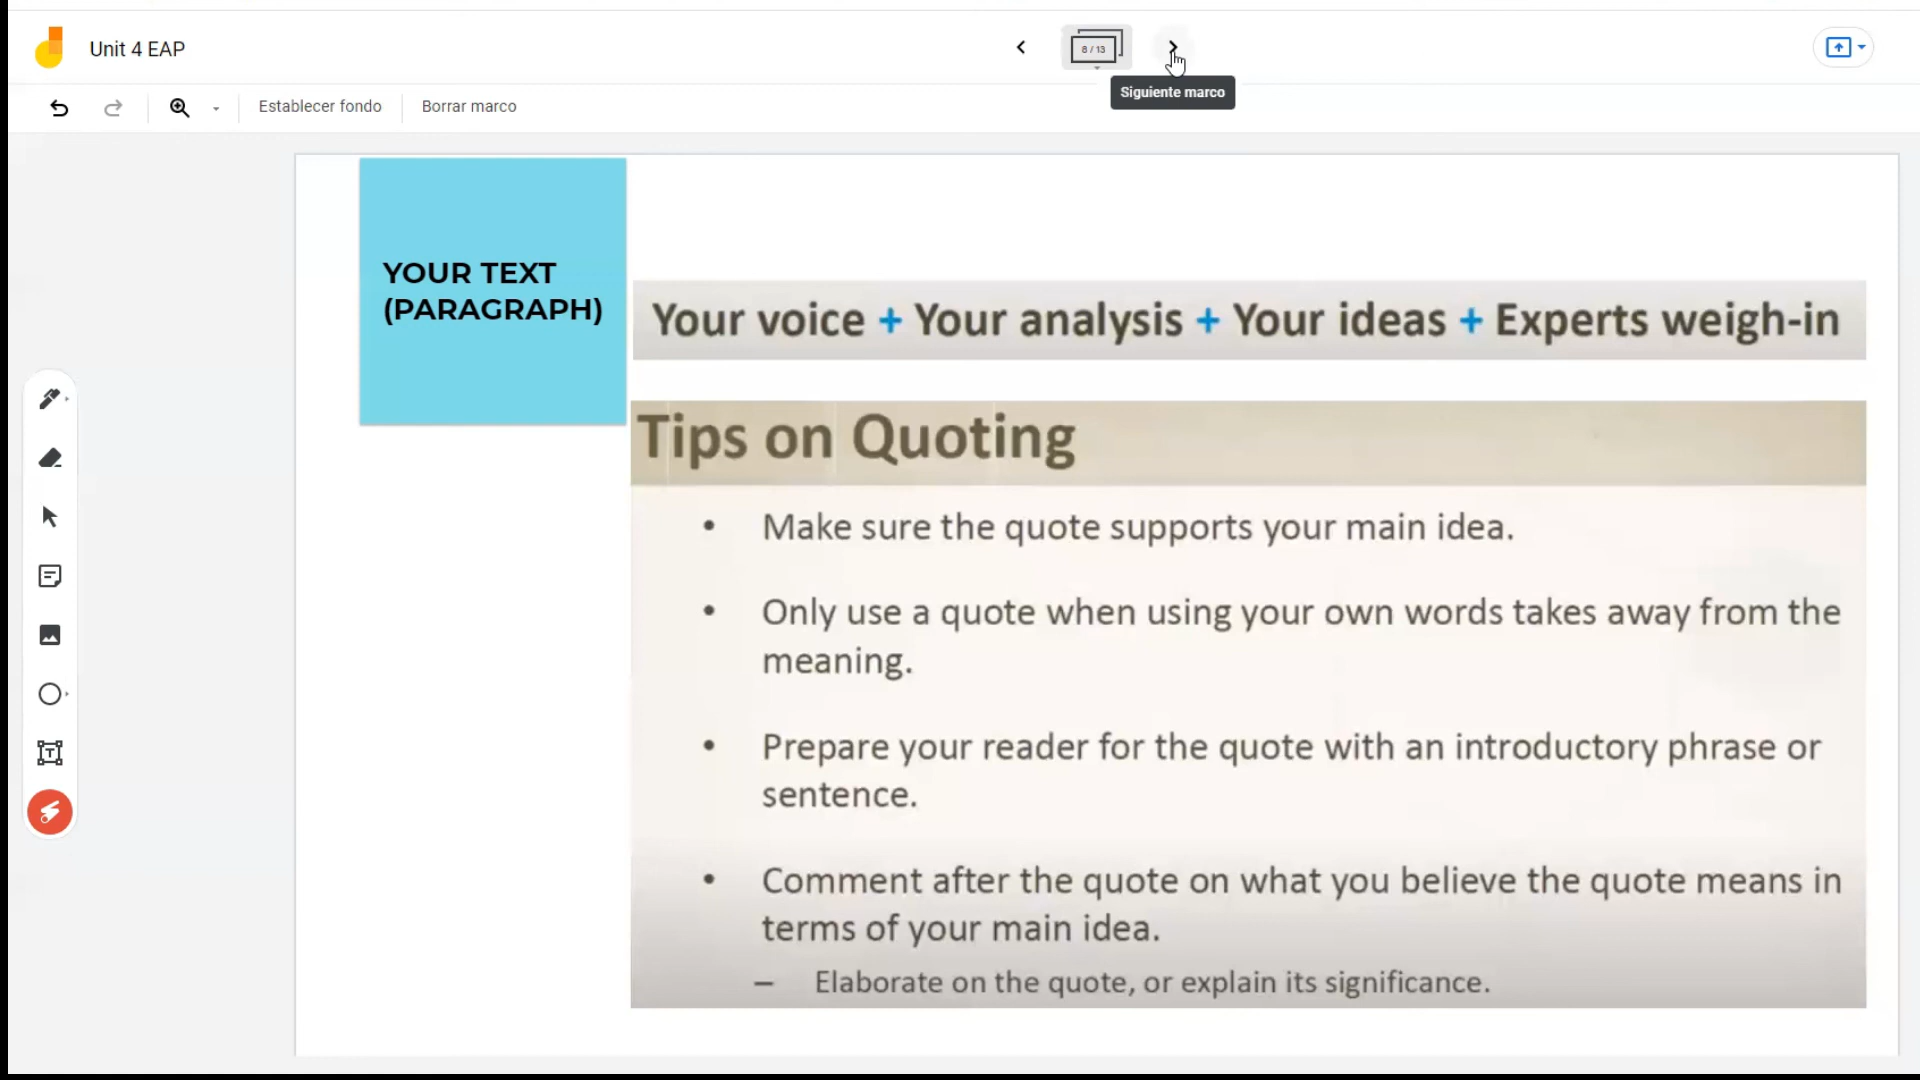 Unit 4 EAP
8 / 13
Siguiente marco
Establecer fondo
Borrar marco
YOUR TEXT
(PARAGRAPH)
Your voice + Your analysis + Your ideas + Experts weigh-in
Tips on Quoting
• Make sure the quote supports your main idea.
• Only use a quote when using your own words takes away from the
meaning.
• Prepare your reader for the quote with an introductory phrase or
sentence.
• Comment after the quote on what you believe the quote means in
terms of your main idea.
– Elaborate on the quote, or explain its significance.